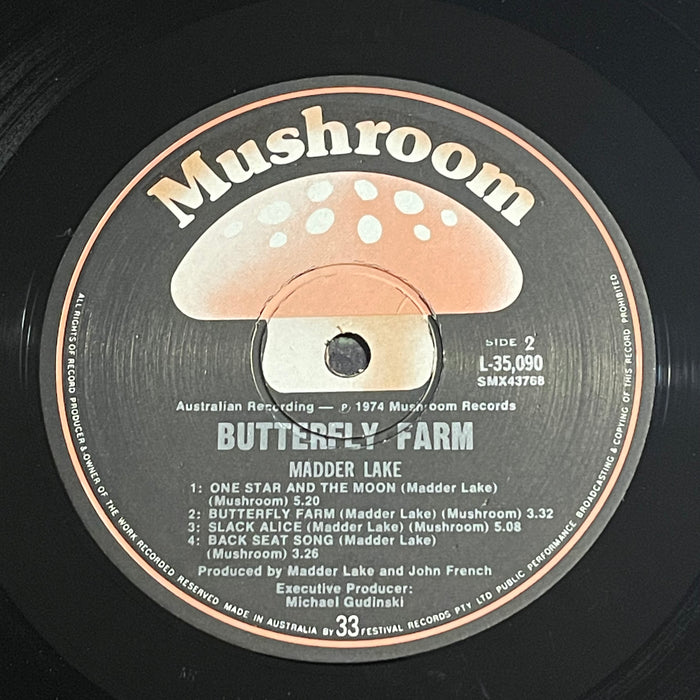 Mushroom
SIDE 2
L-35,090
SMX43768
Australian Recording — ℗ 1974 Mushroom Records
BUTTERFLY FARM
MADDER LAKE
1: ONE STAR AND THE MOON (Madder Lake)
(Mushroom) 5.20
2: BUTTERFLY FARM (Madder Lake) (Mushroom) 3.32
3: SLACK ALICE (Madder Lake) (Mushroom) 5.08
4: BACK SEAT SONG (Madder Lake)
(Mushroom) 3.26
Produced by Madder Lake and John French
Executive Producer:
Michael Gudinski
ALL RIGHTS OF RECORD PRODUCER & OWNER OF THE WORK RECORDED RESERVED MADE IN AUSTRALIA BY 33 FESTIVAL RECORDS PTY LTD PUBLIC PERFORMANCE BROADCASTING & COPYING OF THIS RECORD PROHIBITED